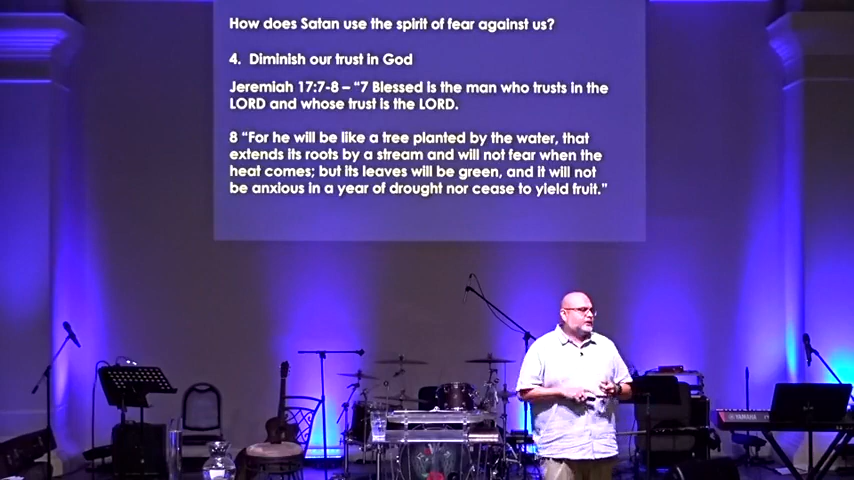 How does Satan use the spirit of fear against us?
4. Diminish our trust in God
Jeremiah 17:7-8 – “7 Blessed is the man who trusts in the
LORD and whose trust is the LORD.
8 “For he will be like a tree planted by the water, that
extends its roots by a stream and will not fear when the
heat comes; but its leaves will be green, and it will not
be anxious in a year of drought nor cease to yield fruit.”
YAMAHA